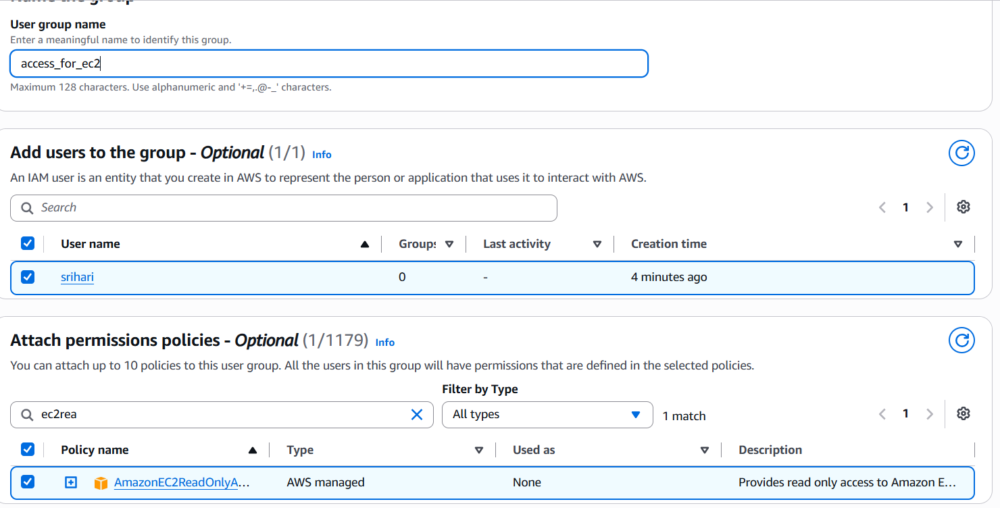 Name the group
User group name
Enter a meaningful name to identify this group.
access_for_ec2
Maximum 128 characters. Use alphanumeric and '+=,.@-_' characters.
Add users to the group - Optional (1/1) Info
An IAM user is an entity that you create in AWS to represent the person or application that uses it to interact with AWS.
Search
1
User name Groups Last activity Creation time
srihari 0 - 4 minutes ago
Attach permissions policies - Optional (1/1179) Info
You can attach up to 10 policies to this user group. All the users in this group will have permissions that are defined in the selected policies.
Filter by Type
ec2rea All types 1 match 1
Policy name Type Used as Description
AmazonEC2ReadOnlyA... AWS managed None Provides read only access to Amazon E...